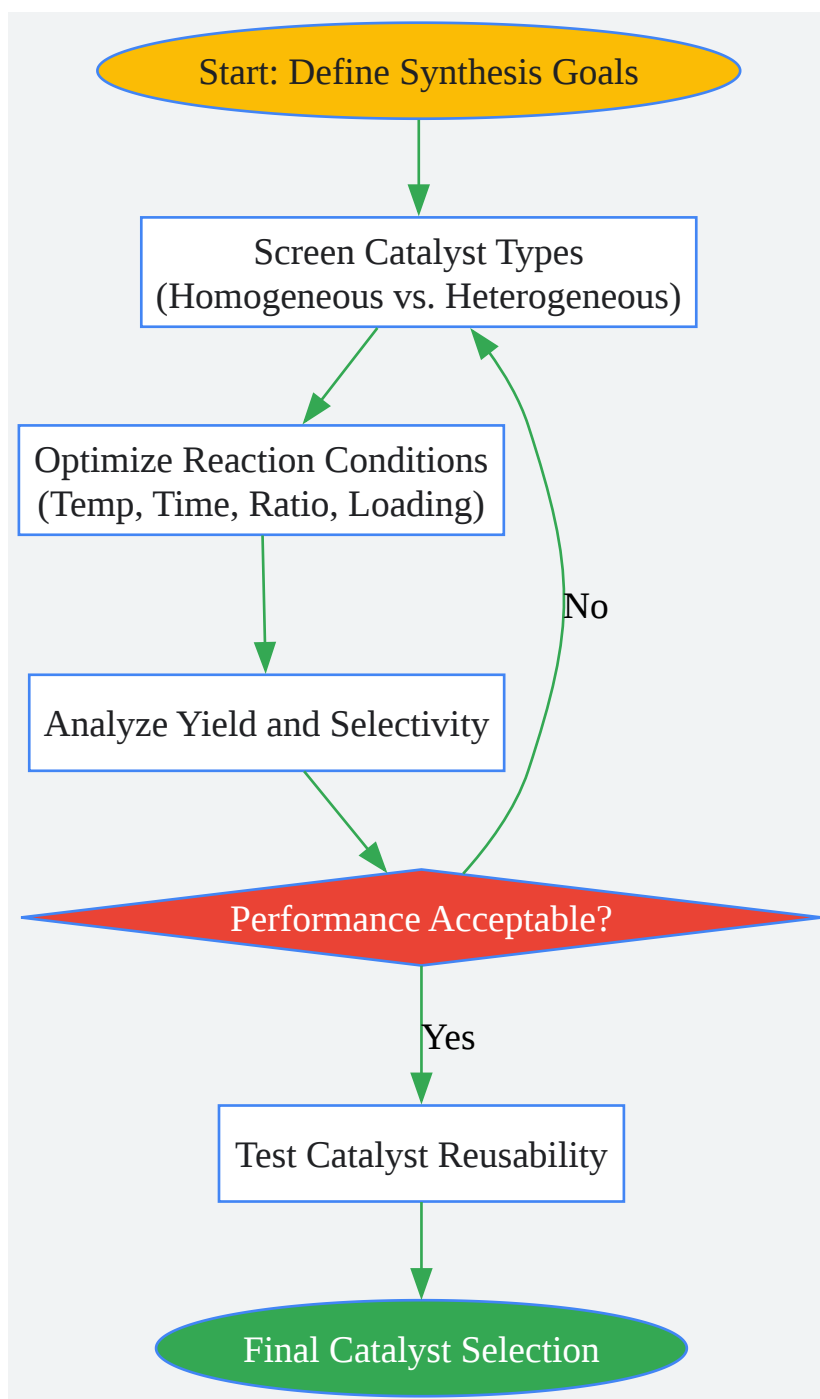 Start: Define Synthesis Goals
Screen Catalyst Types
(Homogeneous vs. Heterogeneous)
Optimize Reaction Conditions
(Temp, Time, Ratio, Loading)
No
Analyze Yield and Selectivity
Performance Acceptable?
Yes
Test Catalyst Reusability
Final Catalyst Selection